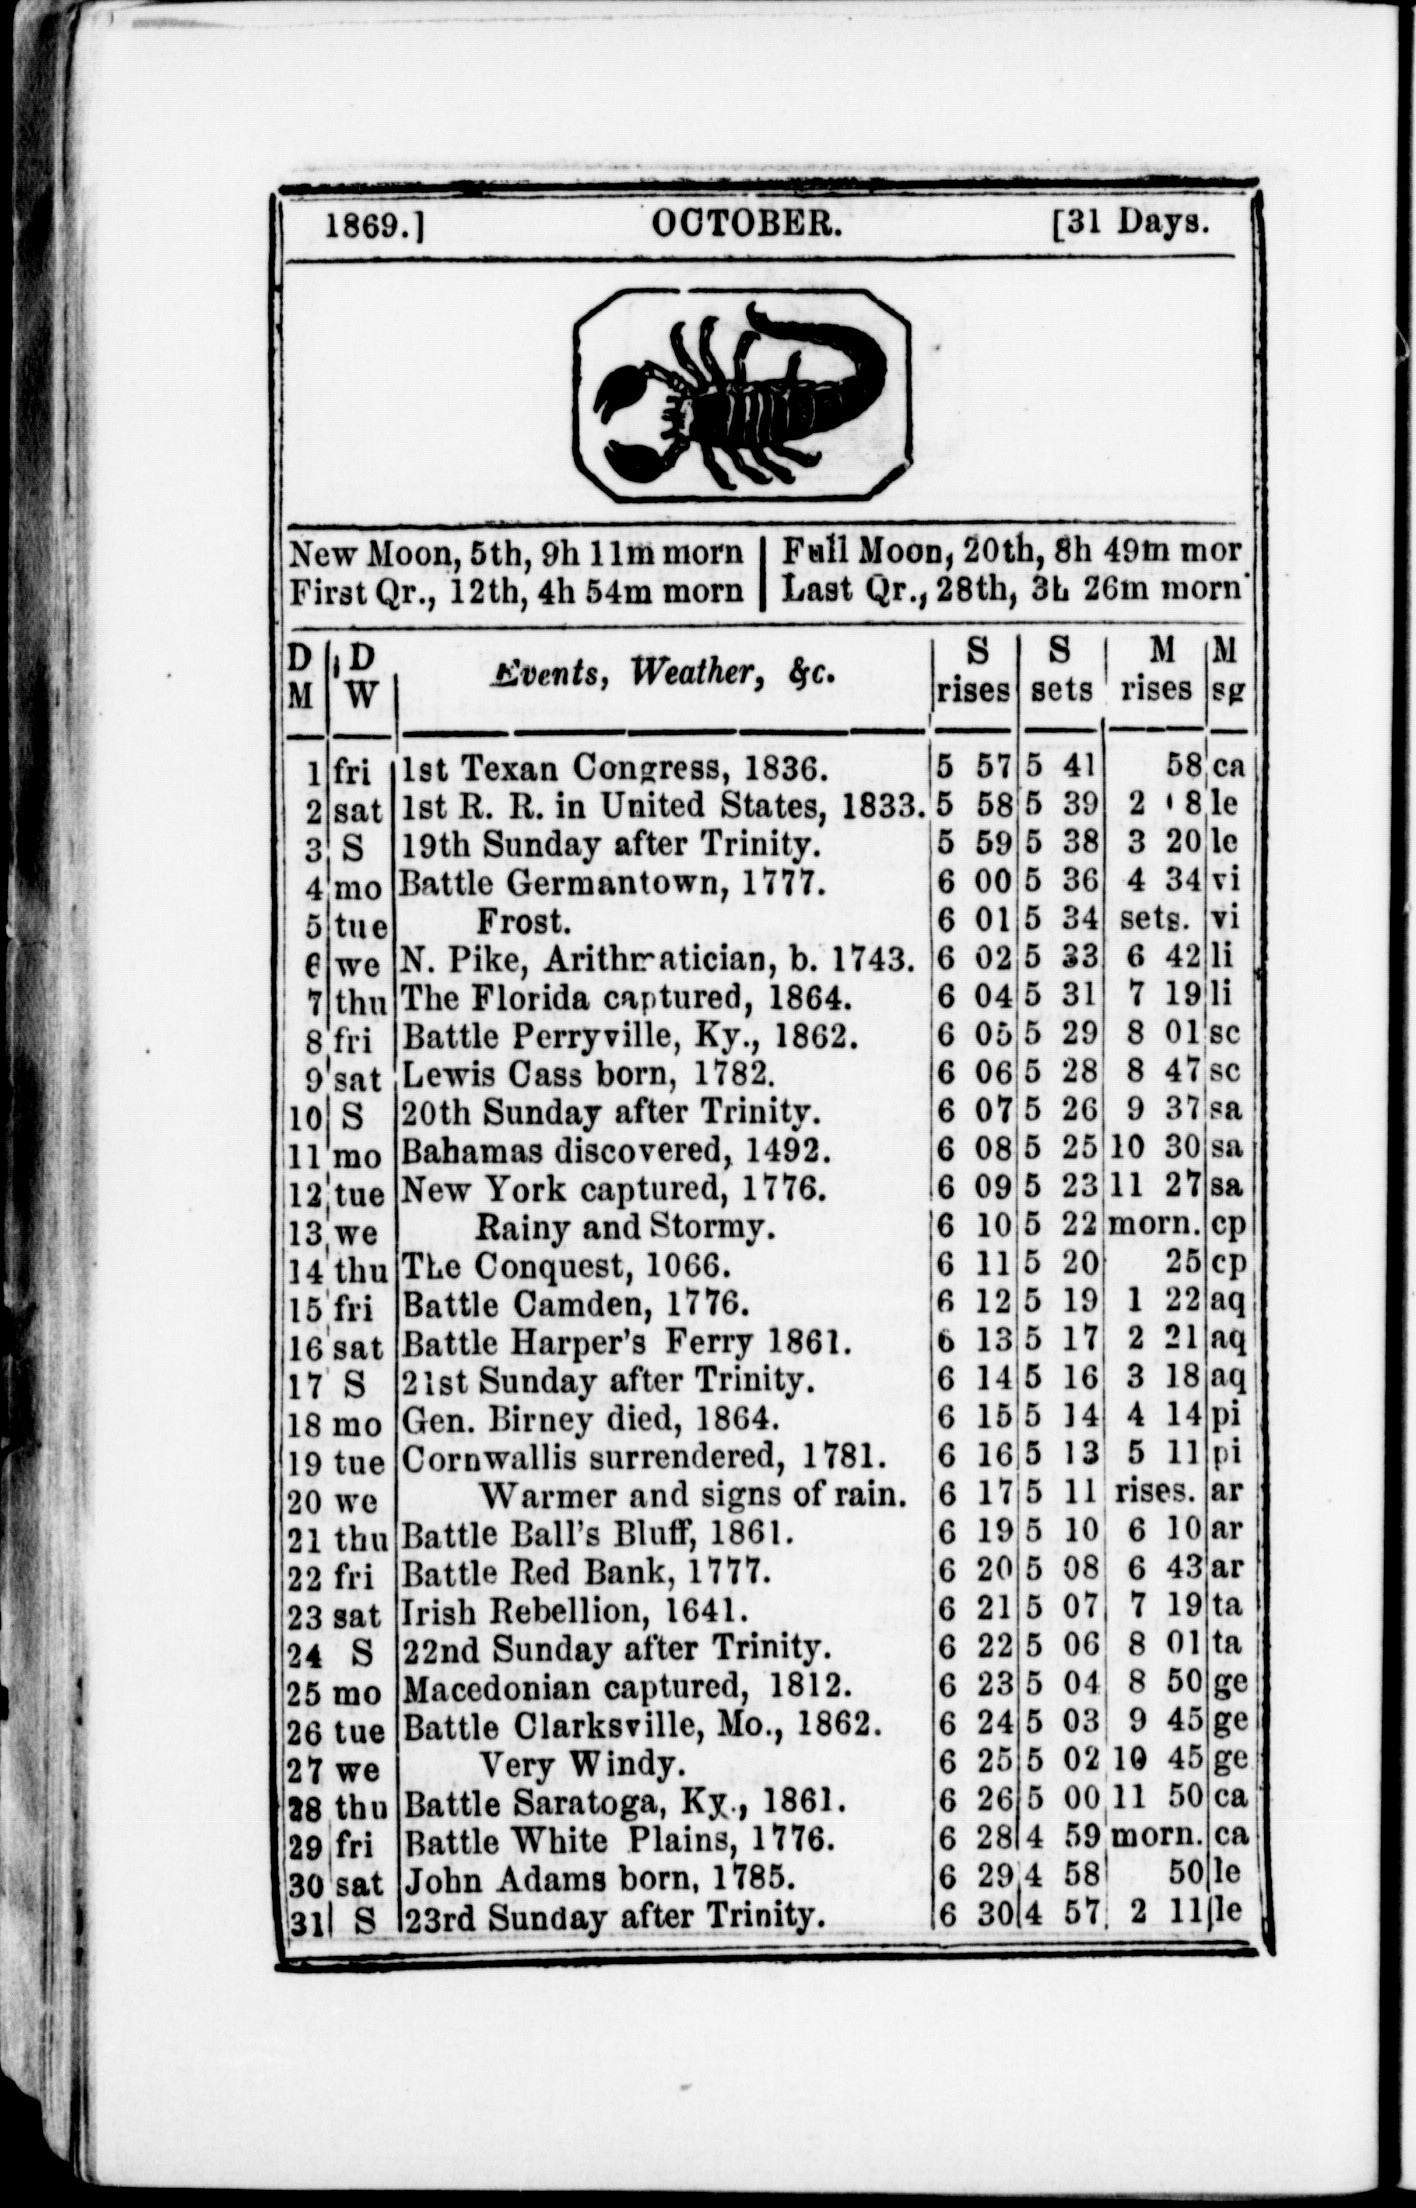 1869.] OCTOBER. [31 Days.
New Moon, 5th, 9h 11m morn | Full Moon, 20th, 8h 49m mor
First Qr., 12th, 4h 54m morn | Last Qr., 28th, 3h 26m morn
D M | D W | Events, Weather, &c. | S rises | S sets | M rises | M sg
1 fri 1st Texan Congress, 1836. 5 57 5 41 58 ca
2 sat 1st R. R. in United States, 1833. 5 58 5 39 2 8 le
3 S 19th Sunday after Trinity. 5 59 5 38 3 20 le
4 mo Battle Germantown, 1777. 6 00 5 36 4 34 vi
5 tue Frost. 6 01 5 34 sets. vi
6 we N. Pike, Arithmatician, b. 1743. 6 02 5 33 6 42 li
7 thu The Florida captured, 1864. 6 04 5 31 7 19 li
8 fri Battle Perryville, Ky., 1862. 6 05 5 29 8 01 sc
9 sat Lewis Cass born, 1782. 6 06 5 28 8 47 sc
10 S 20th Sunday after Trinity. 6 07 5 26 9 37 sa
11 mo Bahamas discovered, 1492. 6 08 5 25 10 30 sa
12 tue New York captured, 1776. 6 09 5 23 11 27 sa
13 we Rainy and Stormy. 6 10 5 22 morn. cp
14 thu The Conquest, 1066. 6 11 5 20 25 cp
15 fri Battle Camden, 1776. 6 12 5 19 1 22 aq
16 sat Battle Harper's Ferry 1861. 6 13 5 17 2 21 aq
17 S 21st Sunday after Trinity. 6 14 5 16 3 18 aq
18 mo Gen. Birney died, 1864. 6 15 5 14 4 14 pi
19 tue Cornwallis surrendered, 1781. 6 16 5 13 5 11 pi
20 we Warmer and signs of rain. 6 17 5 11 rises. ar
21 thu Battle Ball's Bluff, 1861. 6 19 5 10 6 10 ar
22 fri Battle Red Bank, 1777. 6 20 5 08 6 43 ar
23 sat Irish Rebellion, 1641. 6 21 5 07 7 19 ta
24 S 22nd Sunday after Trinity. 6 22 5 06 8 01 ta
25 mo Macedonian captured, 1812. 6 23 5 04 8 50 ge
26 tue Battle Clarksville, Mo., 1862. 6 24 5 03 9 45 ge
27 we Very Windy. 6 25 5 02 10 45 ge
28 thu Battle Saratoga, Ky., 1861. 6 26 5 00 11 50 ca
29 fri Battle White Plains, 1776. 6 28 4 59 morn. ca
30 sat John Adams born, 1785. 6 29 4 58 50 le
31 S 23rd Sunday after Trinity. 6 30 4 57 2 11 le